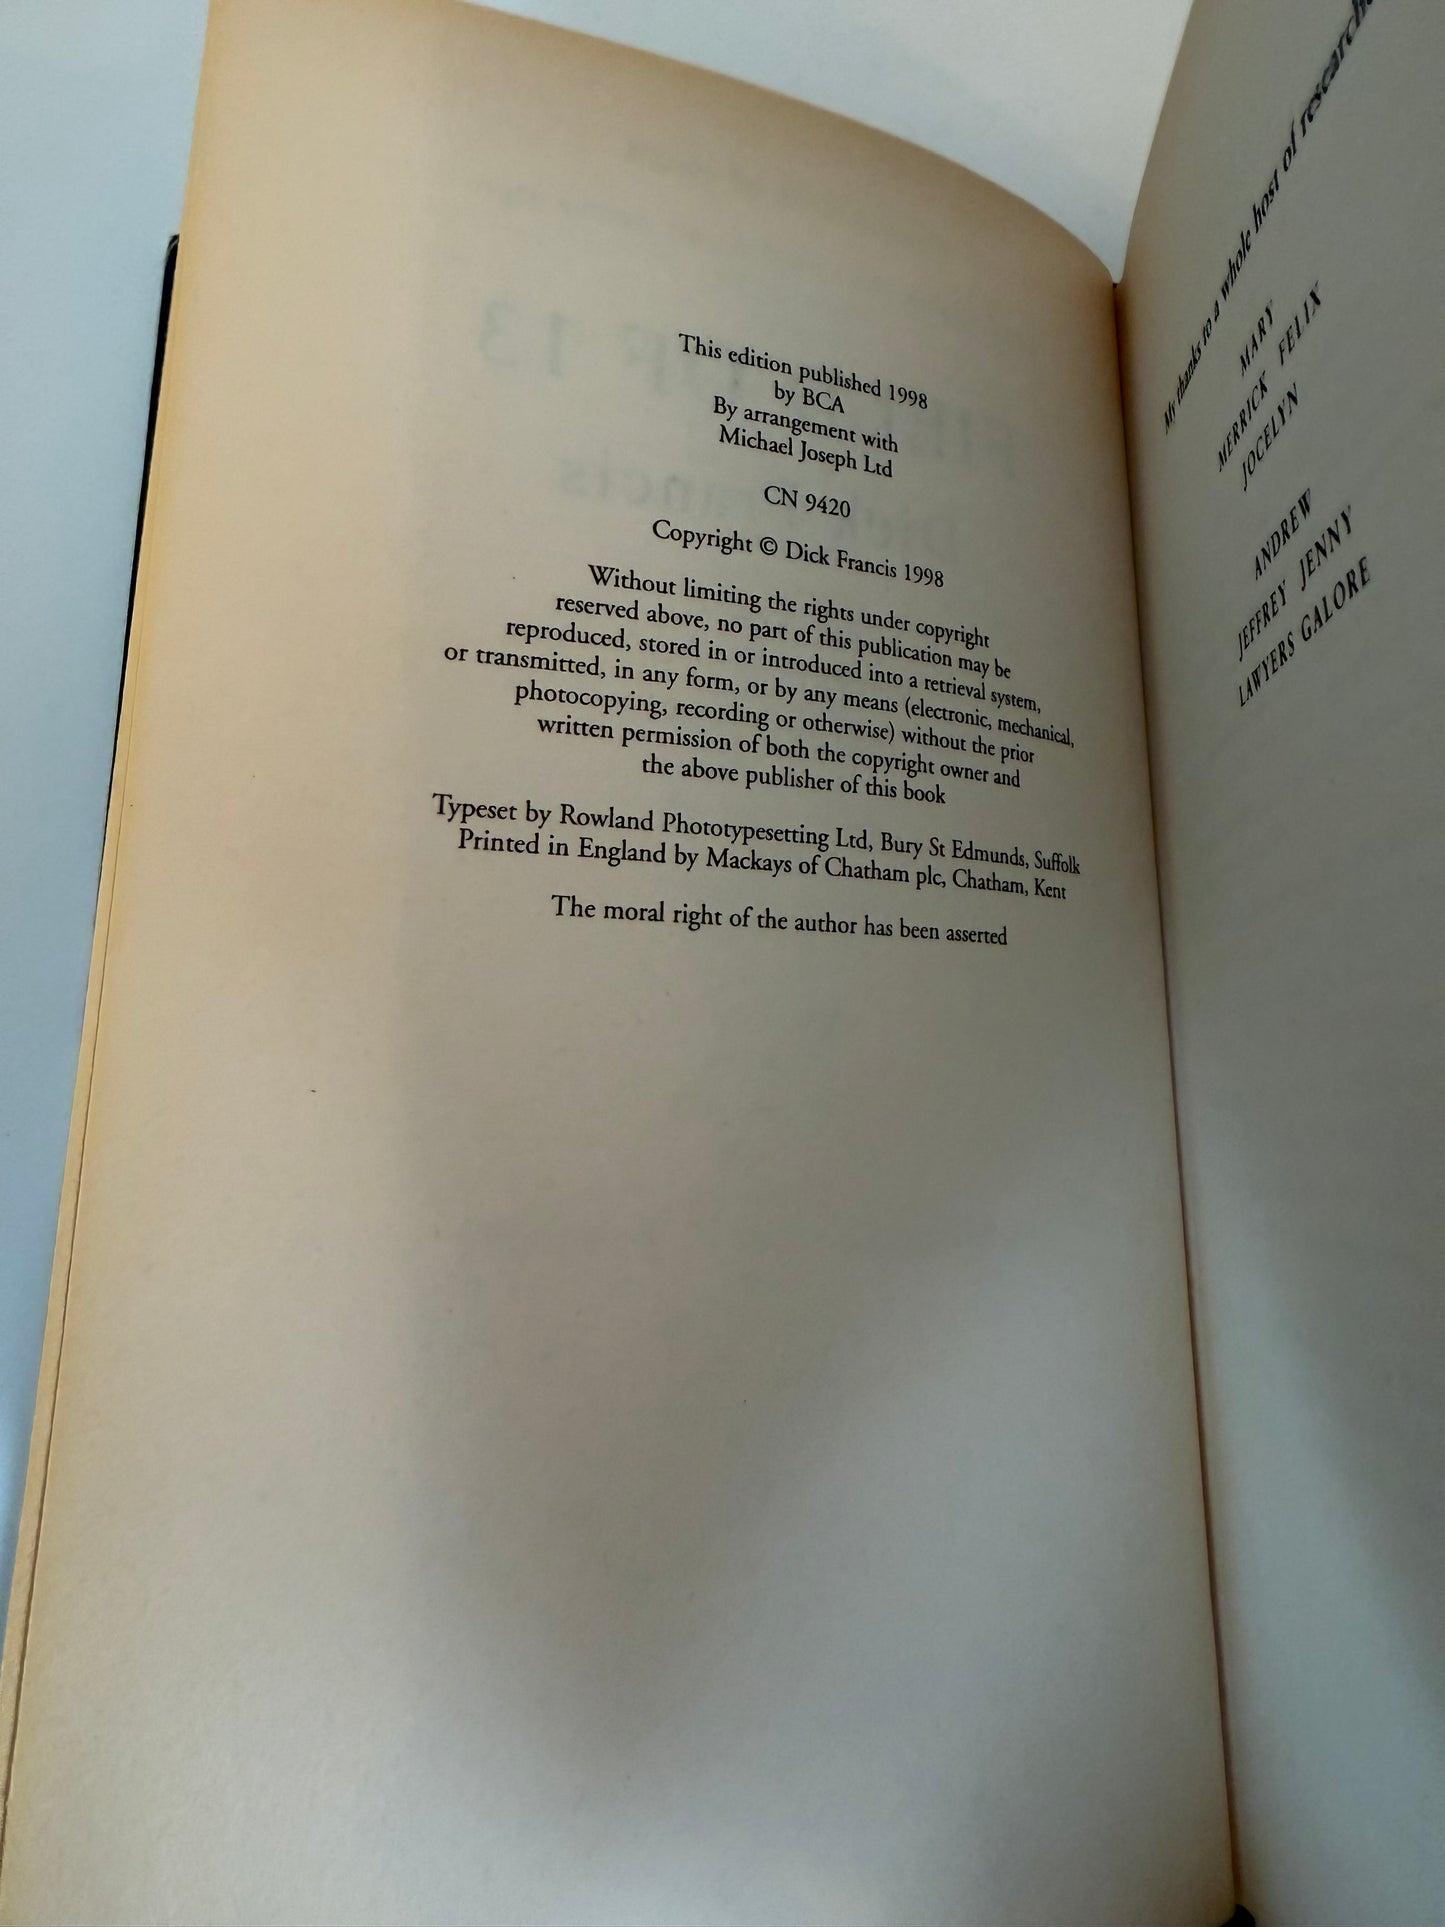 This edition published 1998
by BCA
By arrangement with
Michael Joseph Ltd
CN 9420
Copyright © Dick Francis 1998
Without limiting the rights under copyright
reserved above, no part of this publication may be
reproduced, stored in or introduced into a retrieval system,
or transmitted, in any form, or by any means (electronic, mechanical,
photocopying, recording or otherwise) without the prior
written permission of both the copyright owner and
the above publisher of this book
Typeset by Rowland Phototypesetting Ltd, Bury St Edmunds, Suffolk
Printed in England by Mackays of Chatham plc, Chatham, Kent
The moral right of the author has been asserted
My thanks to a whole host of
MARY
MERRICK FELIX
JOCELYN
ANDREW
JEFFREY JENNY
LAWYERS GALORE